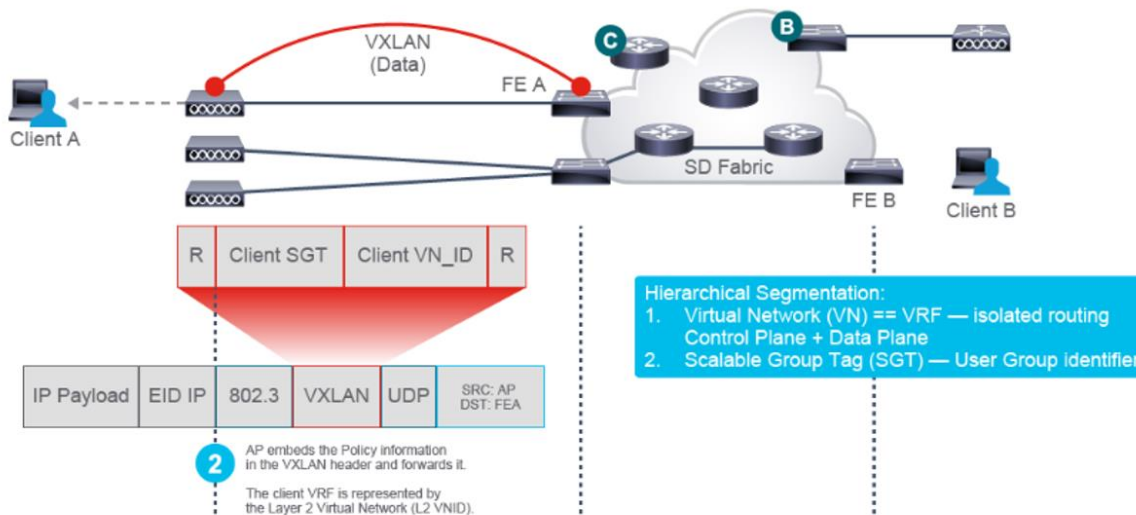 C
B
VXLAN
(Data)
FE A
Client A
SD Fabric
FE B
Client B
R Client SGT Client VN_ID R
Hierarchical Segmentation:
1. Virtual Network (VN) == VRF — isolated routing
Control Plane + Data Plane
2. Scalable Group Tag (SGT) — User Group identifier
IP Payload EID IP 802.3 VXLAN UDP SRC: AP
DST: FEA
2 AP embeds the Policy information
in the VXLAN header and forwards it.
The client VRF is represented by
the Layer 2 Virtual Network (L2 VNID).